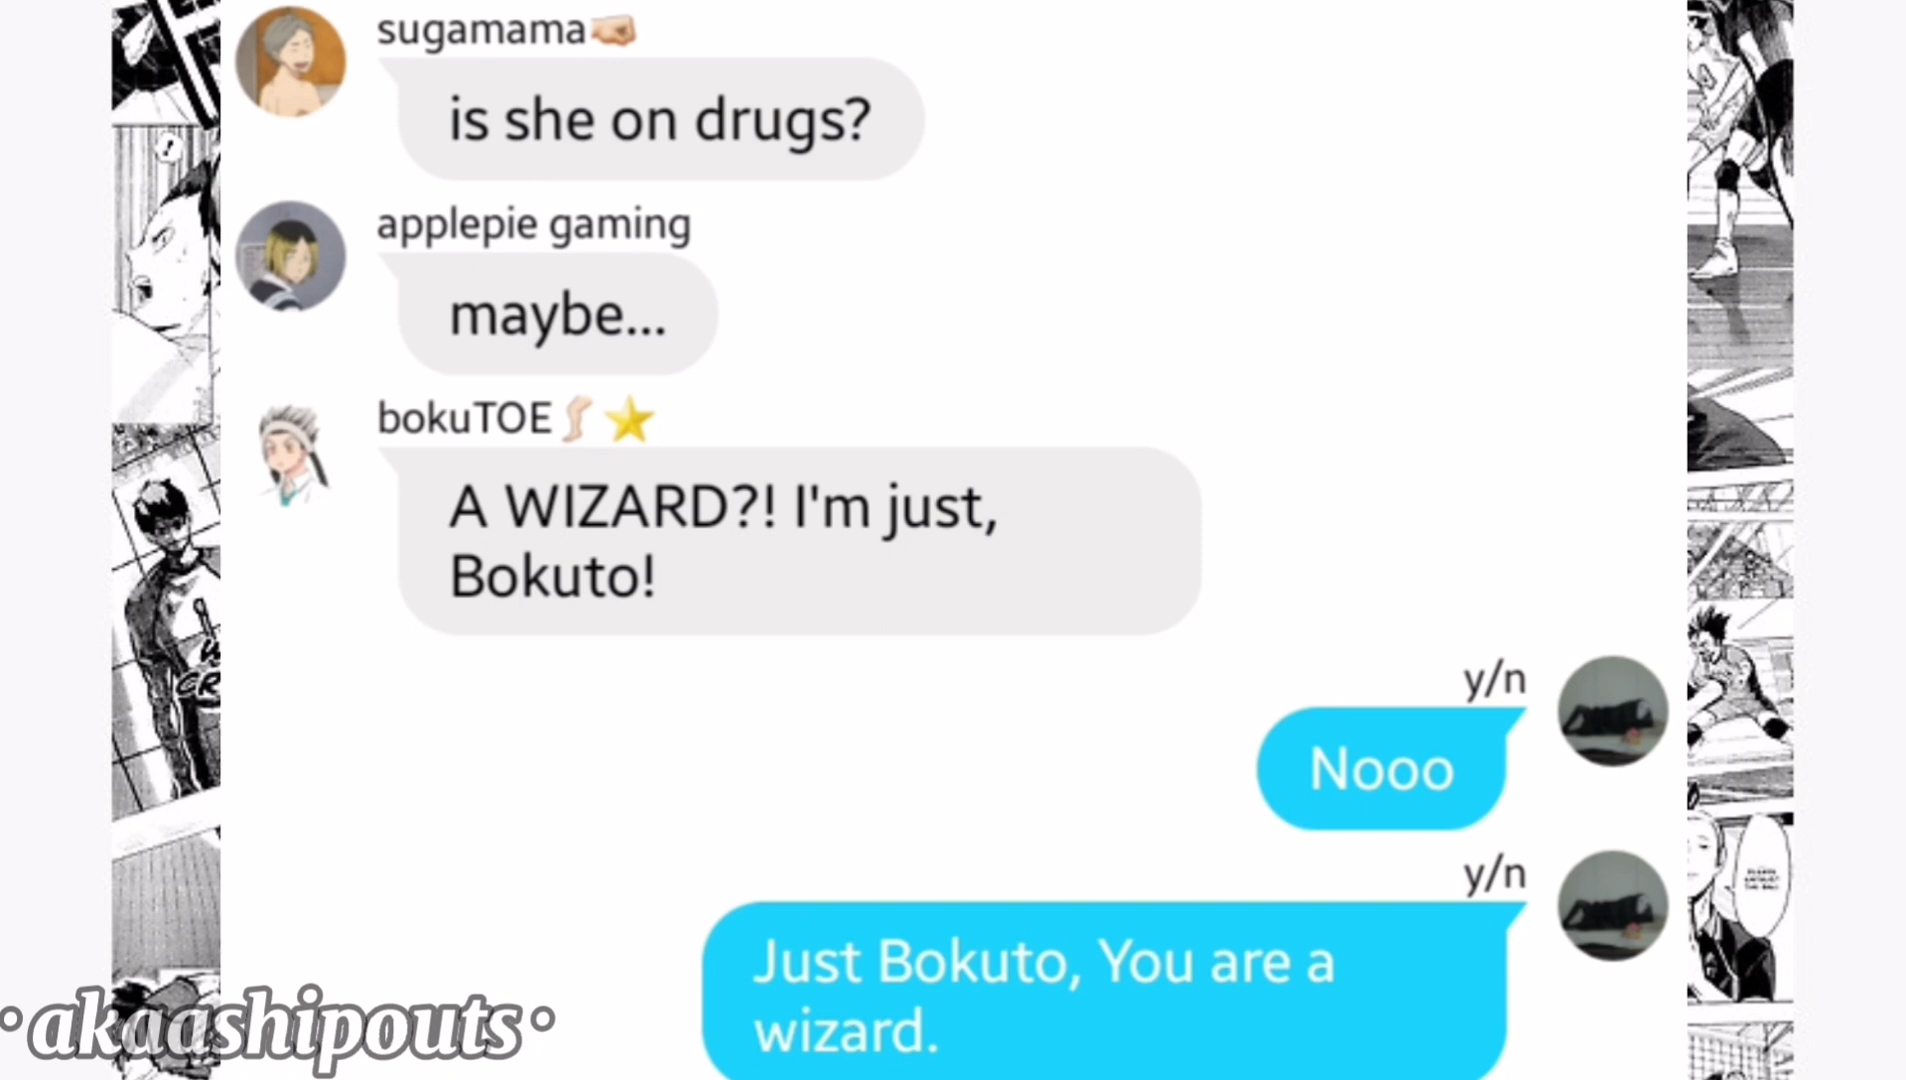 sugamama🤜🏻
is she on drugs?
applepie gaming
maybe...
bokuTOE🦶🏻⭐
A WIZARD?! I'm just,
Bokuto!
y/n
Nooo
y/n
Just Bokuto, You are a
wizard.
•akaashipouts•